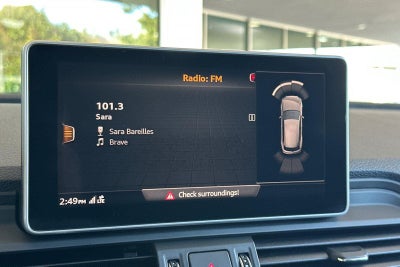 Radio: FM
101.3
Sara
Sara Bareilles
Brave
Check surroundings!
2:49PM LTE